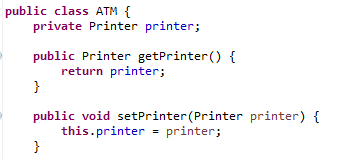 public class ATM {
    private Printer printer;

    public Printer getPrinter() {
        return printer;
    }

    public void setPrinter(Printer printer) {
        this.printer = printer;
    }